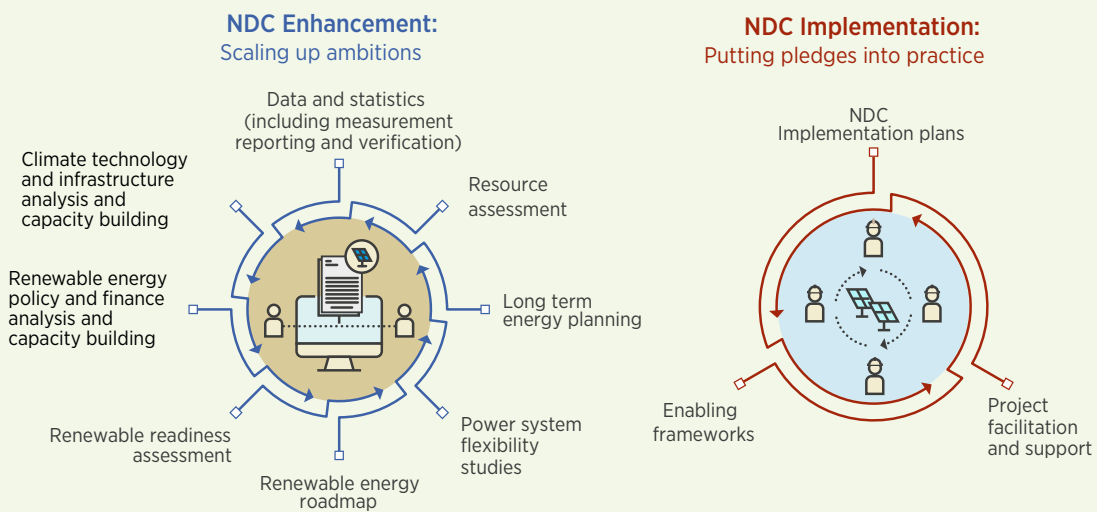 NDC Enhancement:
Scaling up ambitions
Data and statistics
(including measurement
reporting and verification)
Resource
assessment
Long term
energy planning
Power system
flexibility
studies
Renewable energy
roadmap
Renewable readiness
assessment
Renewable energy
policy and finance
analysis and
capacity building
Climate technology
and infrastructure
analysis and
capacity building
NDC Implementation:
Putting pledges into practice
NDC
Implementation plans
Project
facilitation
and support
Enabling
frameworks